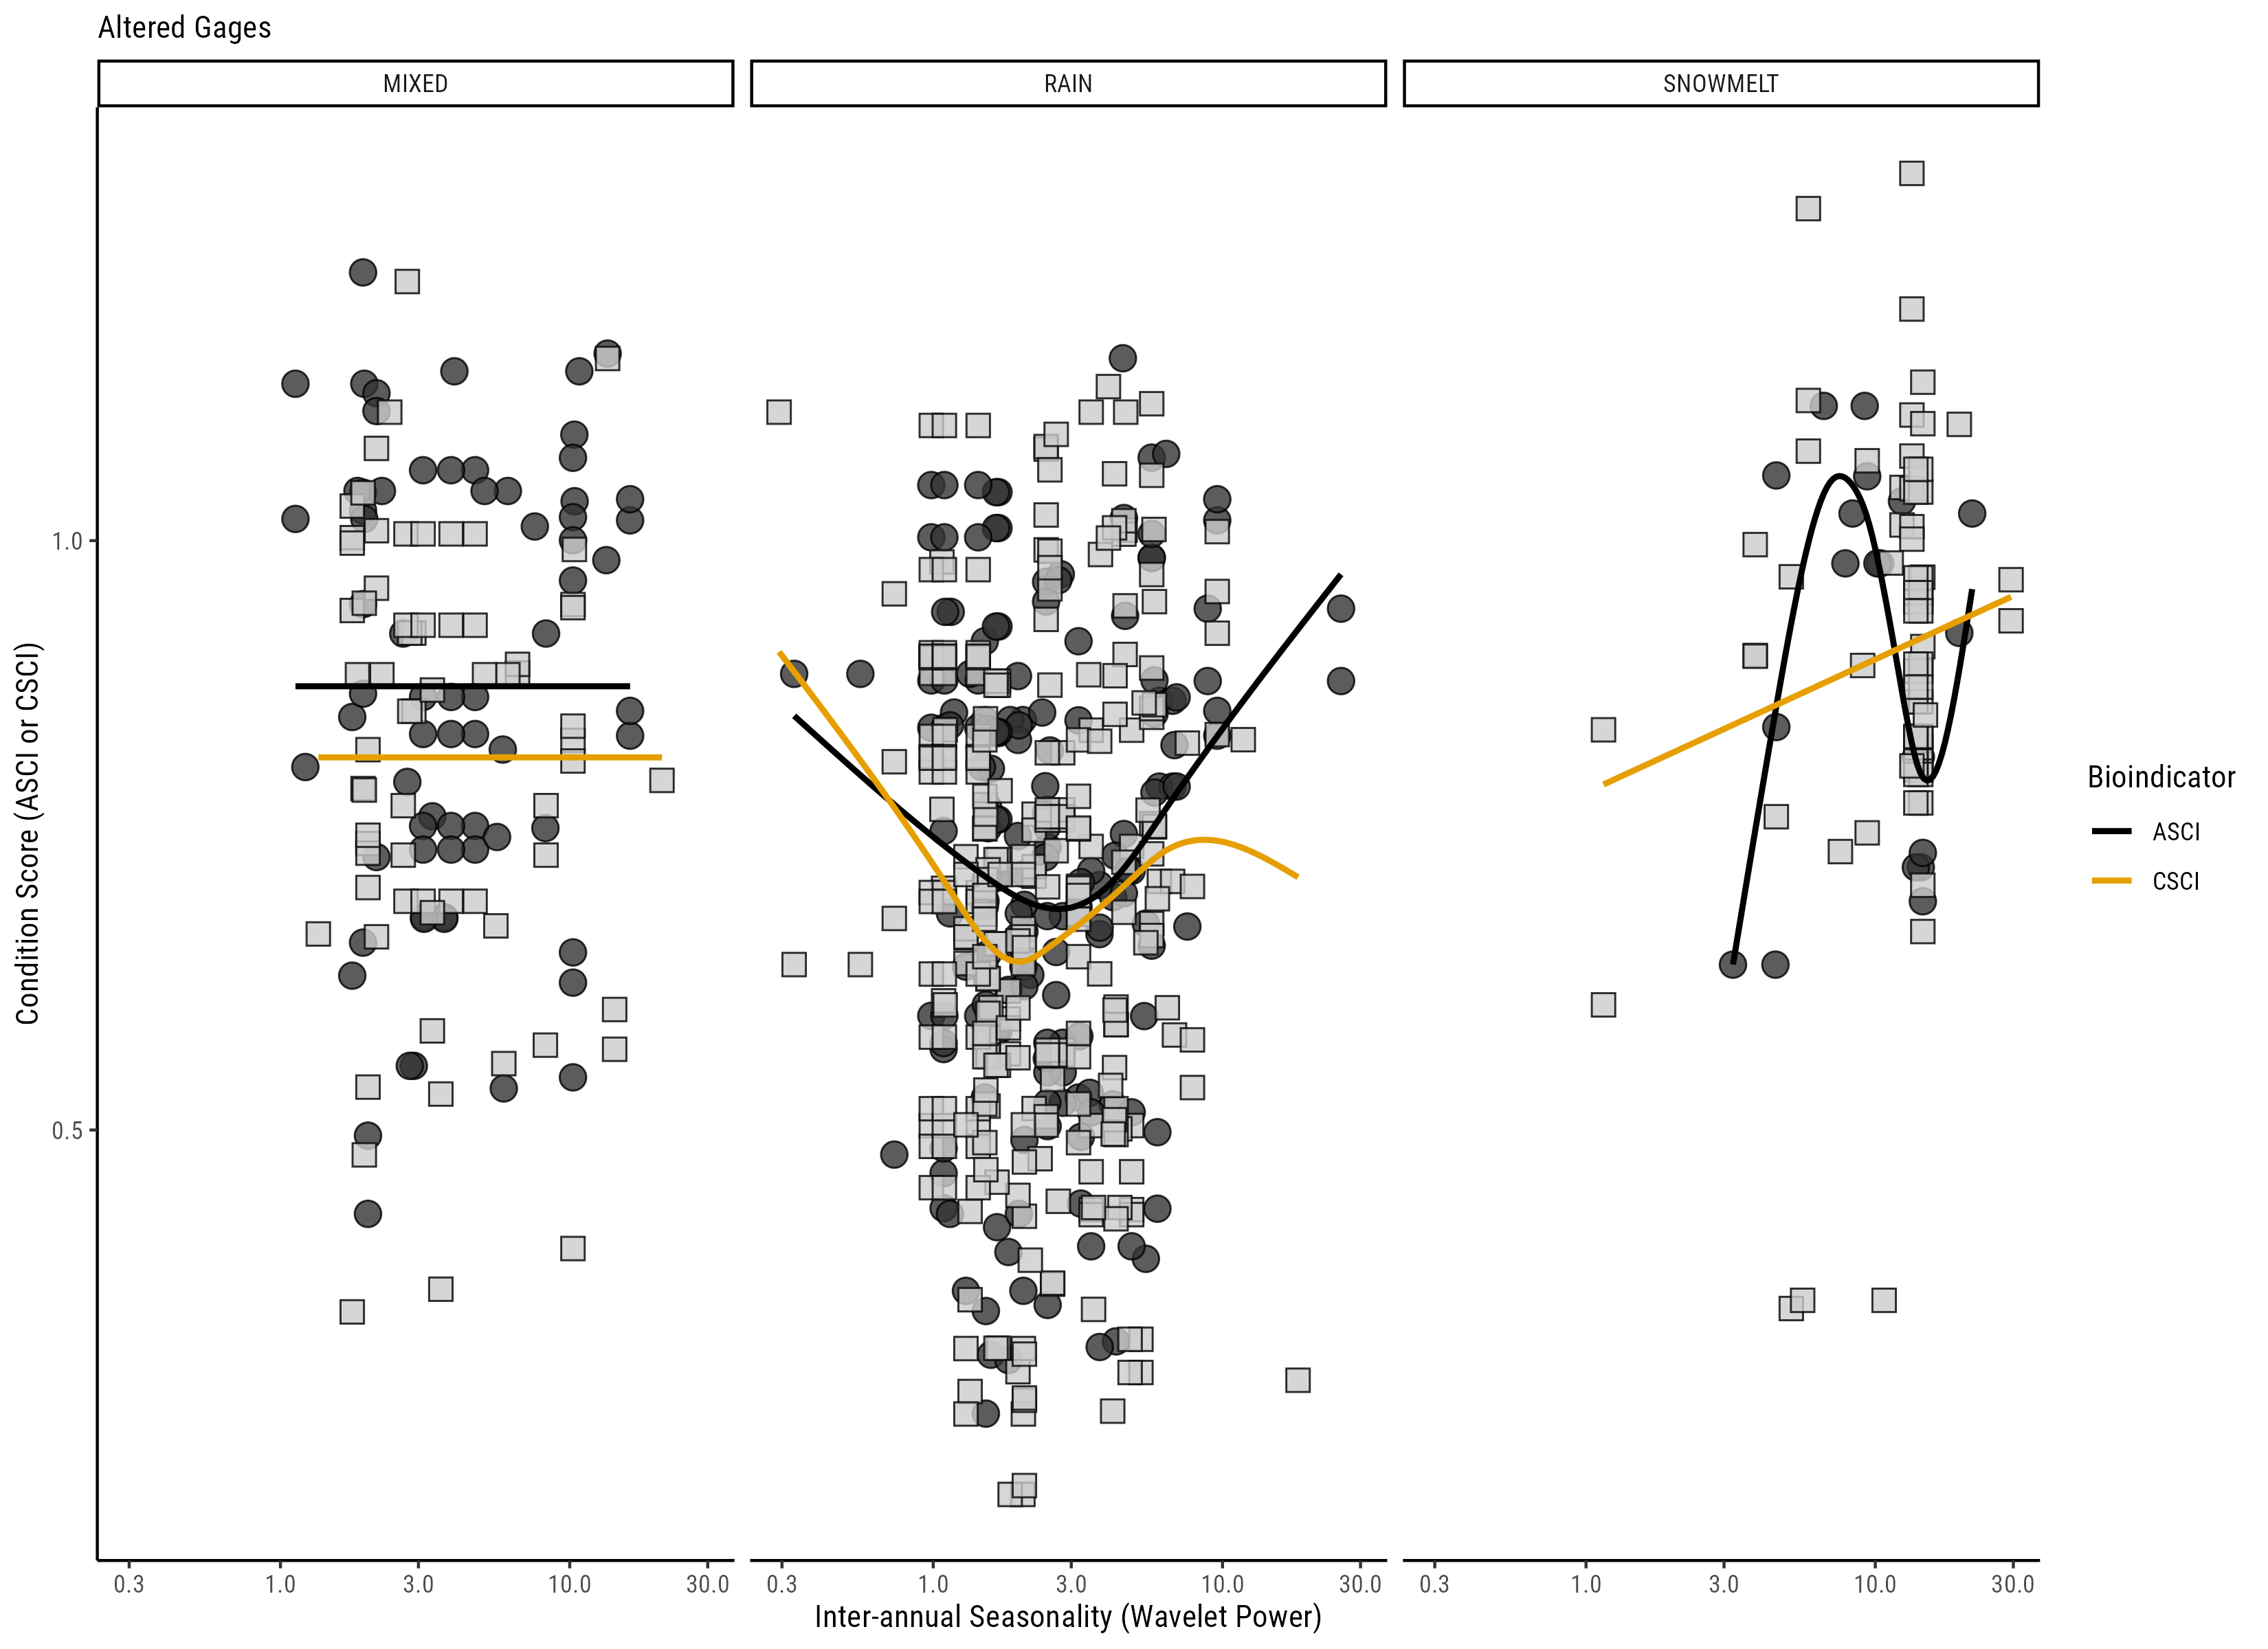 Altered Gages
MIXED
RAIN
SNOWMELT
Condition Score (ASCI or CSCI)
1.0
0.5
0.3 1.0 3.0 10.0 30.0
0.3 1.0 3.0 10.0 30.0
0.3 1.0 3.0 10.0 30.0
Inter-annual Seasonality (Wavelet Power)
Bioindicator
ASCI
CSCI